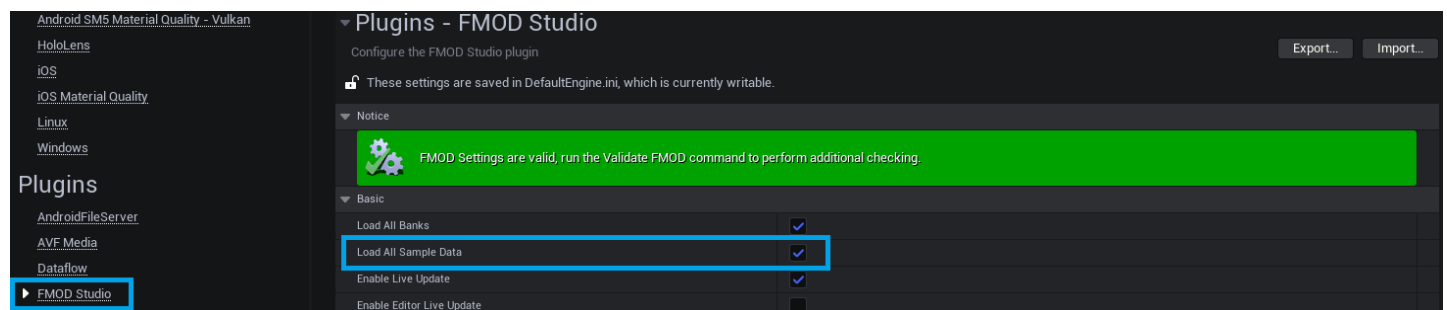 Android SM5 Material Quality - Vulkan
HoloLens
iOS
iOS Material Quality
Linux
Windows
Plugins
AndroidFileServer
AVF Media
Dataflow
FMOD Studio
Plugins - FMOD Studio
Configure the FMOD Studio plugin
Export...
Import...
These settings are saved in DefaultEngine.ini, which is currently writable.
Notice
FMOD Settings are valid, run the Validate FMOD command to perform additional checking.
Basic
Load All Banks
Load All Sample Data
Enable Live Update
Enable Editor Live Update